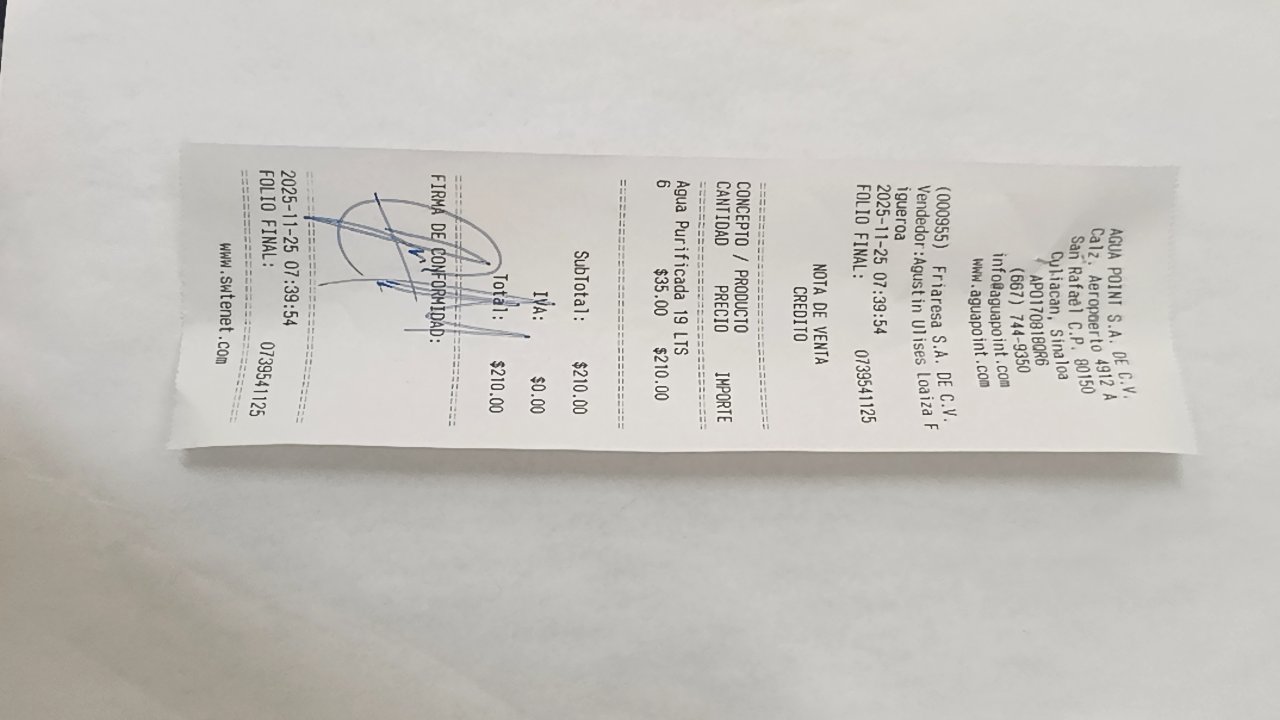 AGUA POINT S.A. DE C.V.
Calz. Aeropoerto 4912 A
San Rafael C.P. 80150
Culiacan, Sinaloa
APO170818QR6
(667) 744-9350
info@aguapoint.com
www.aguapoint.com
(000955) Friaresa S.A. DE C.V.
Vendedor:Agustin Ulises Loaiza F
igueroa
2025-11-25 07:39:54
FOLIO FINAL: 0739541125
NOTA DE VENTA
CREDITO
CONCEPTO / PRODUCTO
CANTIDAD PRECIO IMPORTE
Agua Purificada 19 LTS
6 $35.00 $210.00
SubTotal: $210.00
IVA: $0.00
Total: $210.00
FIRMA DE CONFORMIDAD:
2025-11-25 07:39:54
FOLIO FINAL: 0739541125
www.swtenet.com